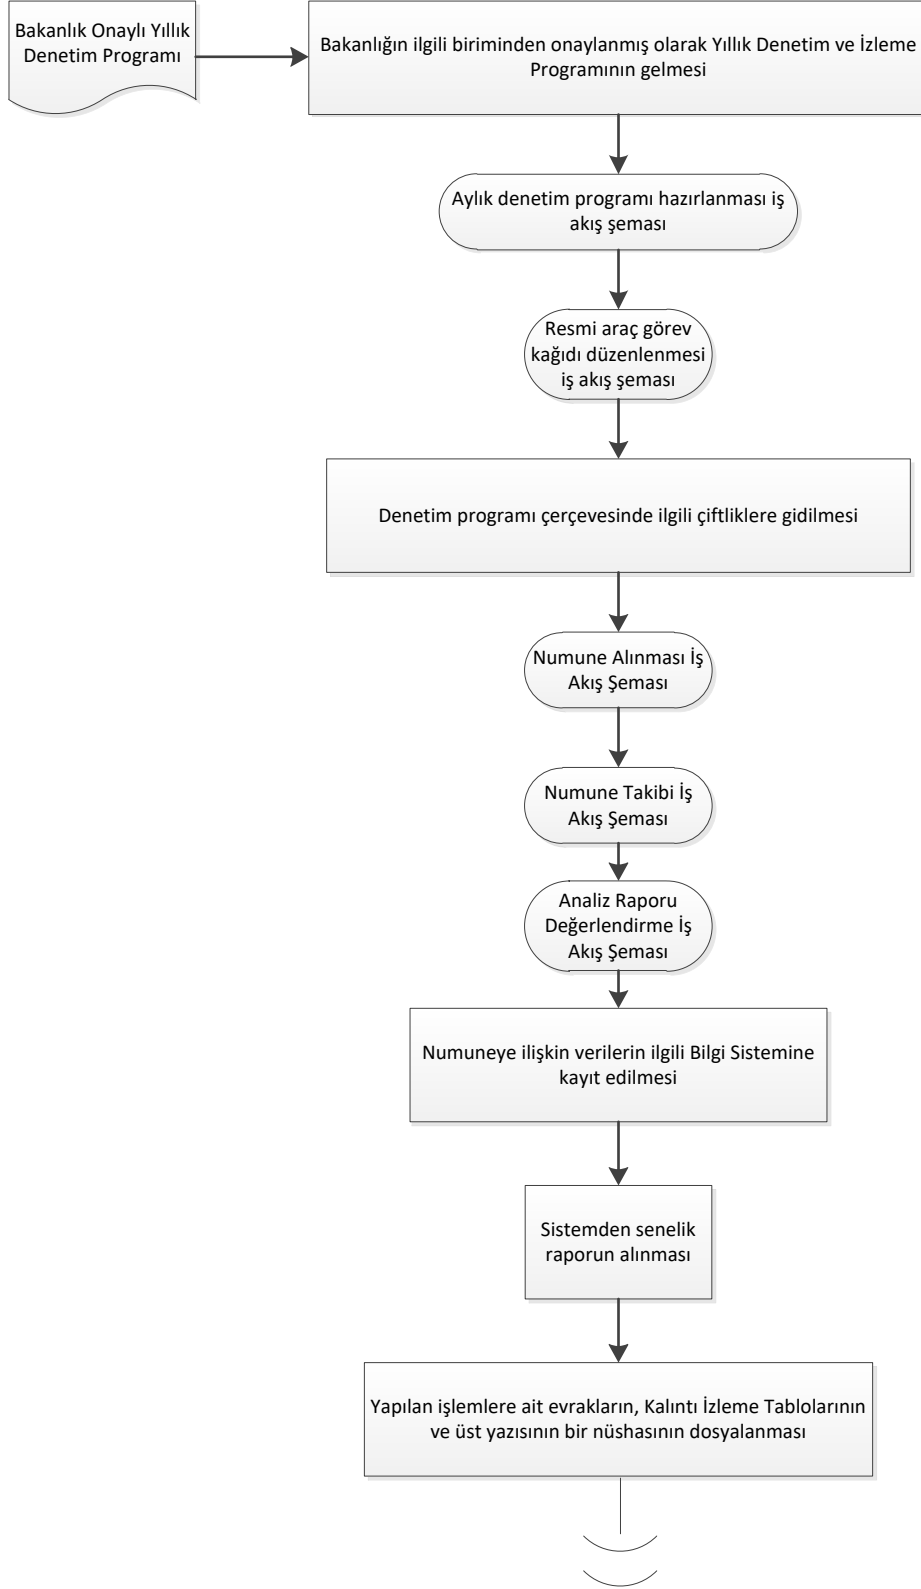 Bakanlık Onaylı Yıllık
Denetim Programı
Bakanlığın ilgili biriminden onaylanmış olarak Yıllık Denetim ve İzleme
Programının gelmesi
Aylık denetim programı hazırlanması iş
akış şeması
Resmi araç görev
kağıdı düzenlenmesi
iş akış şeması
Denetim programı çerçevesinde ilgili çiftliklere gidilmesi
Numune Alınması İş
Akış Şeması
Numune Takibi İş
Akış Şeması
Analiz Raporu
Değerlendirme İş
Akış Şeması
Numuneye ilişkin verilerin ilgili Bilgi Sistemine
kayıt edilmesi
Sistemden senelik
raporun alınması
Yapılan işlemlere ait evrakların, Kalıntı İzleme Tablolarının
ve üst yazısının bir nüshasının dosyalanması